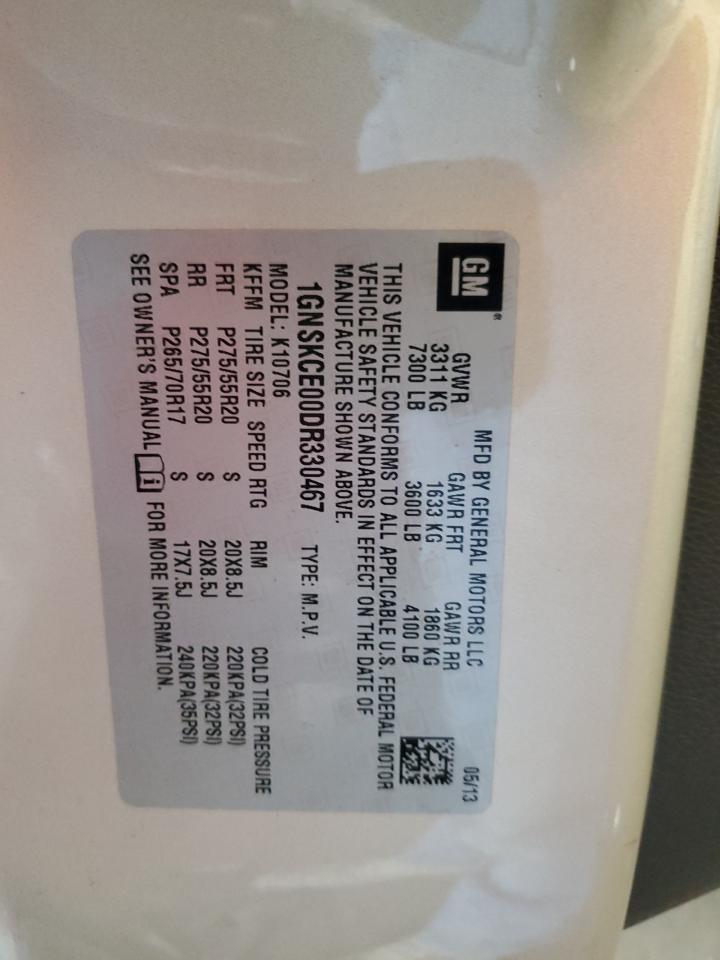 GM ®
MFD BY GENERAL MOTORS LLC 05/13
GVWR GAWR FRT GAWR RR
3311 KG 1633 KG 1860 KG
7300 LB 3600 LB 4100 LB
THIS VEHICLE CONFORMS TO ALL APPLICABLE U.S. FEDERAL MOTOR
VEHICLE SAFETY STANDARDS IN EFFECT ON THE DATE OF
MANUFACTURE SHOWN ABOVE.
1GNSKCE00DR330467 TYPE: M.P.V.
MODEL: K10706
KFFM TIRE SIZE SPEED RTG RIM COLD TIRE PRESSURE
FRT P275/55R20 S 20X8.5J 220KPA(32PSI)
RR P275/55R20 S 20X8.5J 220KPA(32PSI)
SPA P265/70R17 S 17X7.5J 240KPA(35PSI)
SEE OWNER'S MANUAL i FOR MORE INFORMATION.